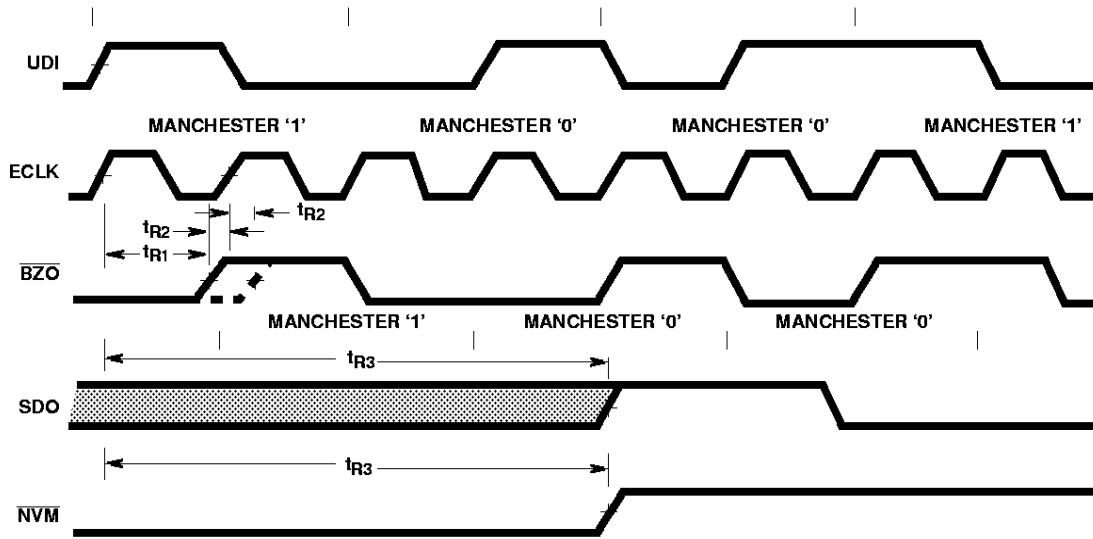 UDI
MANCHESTER ‘1’ MANCHESTER ‘0’ MANCHESTER ‘0’ MANCHESTER ‘1’
ECLK
tR2
tR2
tR1
BZO
MANCHESTER ‘1’ MANCHESTER ‘0’ MANCHESTER ‘0’
tR3
SDO
tR3
NVM